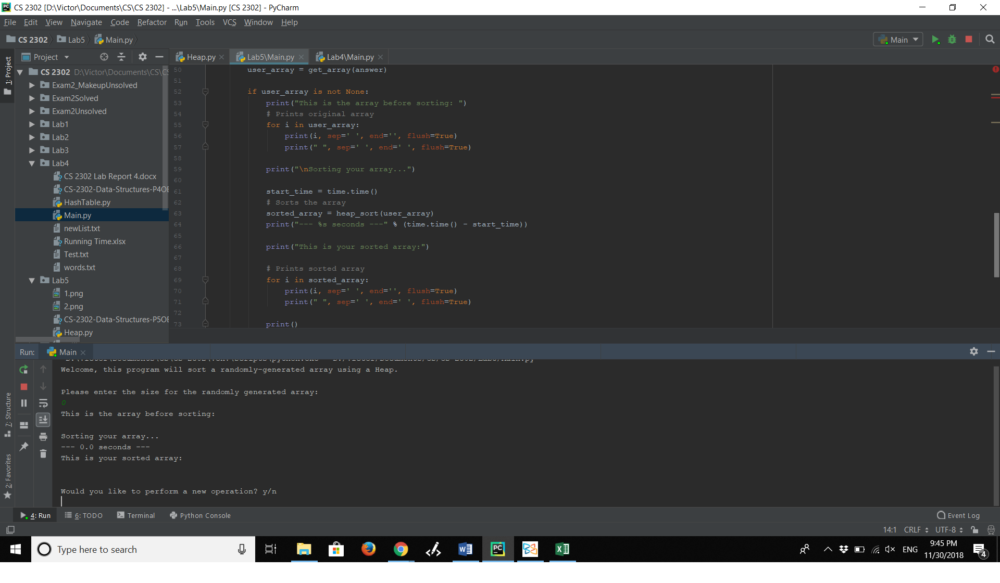 CS 2302 [D:\Victor\Documents\CS\CS 2302] - ...\Lab5\Main.py [CS 2302] - PyCharm
File Edit View Navigate Code Refactor Run Tools VCS Window Help
CS 2302 Lab5 Main.py Main
1: Project
Project
Heap.py Lab5\Main.py Lab4\Main.py
CS 2302 D:\Victor\Documents\CS\CS
Exam2_MakeupUnsolved
Exam2Solved
Exam2Unsolved
Lab1
Lab2
Lab3
Lab4
CS 2302 Lab Report 4.docx
CS-2302-Data-Structures-P4OE
HashTable.py
Main.py
newList.txt
Running Time.xlsx
Test.txt
words.txt
Lab5
1.png
2.png
CS-2302-Data-Structures-P5OE
Heap.py
50 user_array = get_array(answer)
51
52 if user_array is not None:
53 print("This is the array before sorting: ")
54 # Prints original array
55 for i in user_array:
56 print(i, sep=' ', end='', flush=True)
57 print(" ", sep=' ', end=' ', flush=True)
58
59 print("\nSorting your array...")
60
61 start_time = time.time()
62 # Sorts the array
63 sorted_array = heap_sort(user_array)
64 print("--- %s seconds ---" % (time.time() - start_time))
65
66 print("This is your sorted array:")
67
68 # Prints sorted array
69 for i in sorted_array:
70 print(i, sep=' ', end='', flush=True)
71 print(" ", sep=' ', end=' ', flush=True)
72
73 print()
Run: Main
Welcome, this program will sort a randomly-generated array using a Heap.
Please enter the size for the randomly generated array:
0
This is the array before sorting:
Sorting your array...
--- 0.0 seconds ---
This is your sorted array:
Would you like to perform a new operation? y/n
7: Structure
2: Favorites
4: Run 6: TODO Terminal Python Console Event Log
14:1 CRLF UTF-8
Type here to search
ENG
9:45 PM
11/30/2018
4